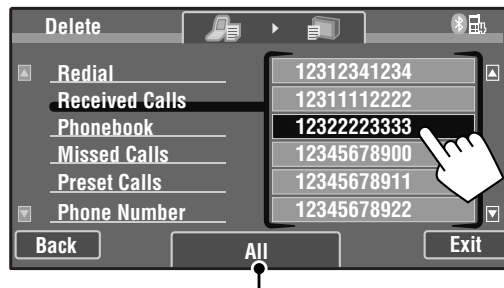 Delete
Redial 12312341234
Received Calls 12311112222
Phonebook 12322223333
Missed Calls 12345678900
Preset Calls 12345678911
Phone Number 12345678922
Back All Exit